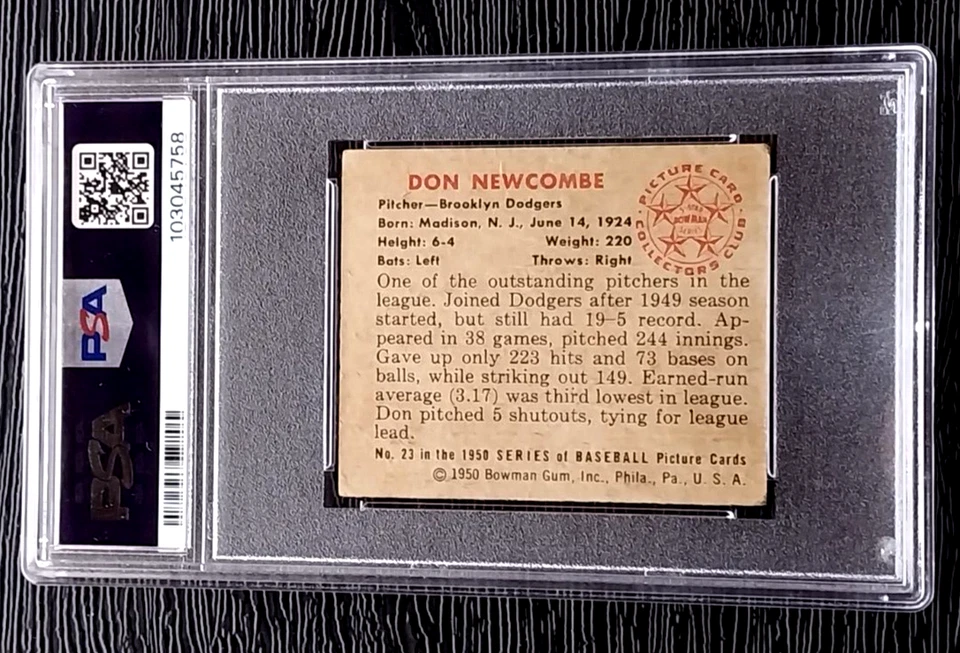 103045758
PSA
PSA
DON NEWCOMBE
Pitcher—Brooklyn Dodgers
Born: Madison, N. J., June 14, 1924
Height: 6-4 Weight: 220
Bats: Left Throws: Right
PICTURE CARD
COLLECTORS CLUB
5-STAR
BOWMAN
SERIES
One of the outstanding pitchers in the
league. Joined Dodgers after 1949 season
started, but still had 19–5 record. Ap-
peared in 38 games, pitched 244 innings.
Gave up only 223 hits and 73 bases on
balls, while striking out 149. Earned-run
average (3.17) was third lowest in league.
Don pitched 5 shutouts, tying for league
lead.
No. 23 in the 1950 SERIES of BASEBALL Picture Cards
© 1950 Bowman Gum, Inc., Phila., Pa., U. S. A.